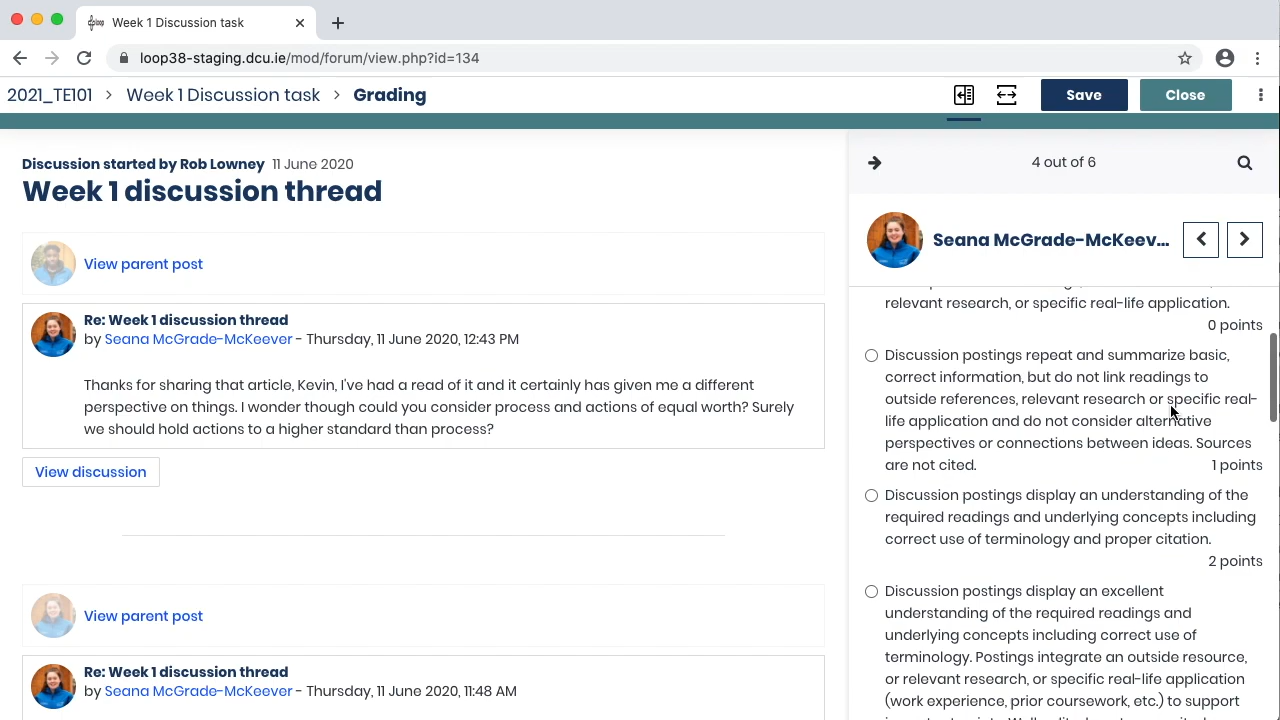 Week 1 Discussion task
loop38-staging.dcu.ie/mod/forum/view.php?id=134
2021_TE101 > Week 1 Discussion task > Grading
Save
Close
Discussion started by Rob Lowney 11 June 2020
Week 1 discussion thread
View parent post
Re: Week 1 discussion thread
by Seana McGrade-McKeever - Thursday, 11 June 2020, 12:43 PM
Thanks for sharing that article, Kevin, I've had a read of it and it certainly has given me a different
perspective on things. I wonder though could you consider process and actions of equal worth? Surely
we should hold actions to a higher standard than process?
View discussion
View parent post
Re: Week 1 discussion thread
by Seana McGrade-McKeever - Thursday, 11 June 2020, 11:48 AM
4 out of 6
Seana McGrade-McKeev...
relevant research, or specific real-life application.
0 points
Discussion postings repeat and summarize basic,
correct information, but do not link readings to
outside references, relevant research or specific real-
life application and do not consider alternative
perspectives or connections between ideas. Sources
are not cited.
1 points
Discussion postings display an understanding of the
required readings and underlying concepts including
correct use of terminology and proper citation.
2 points
Discussion postings display an excellent
understanding of the required readings and
underlying concepts including correct use of
terminology. Postings integrate an outside resource,
or relevant research, or specific real-life application
(work experience, prior coursework, etc.) to support